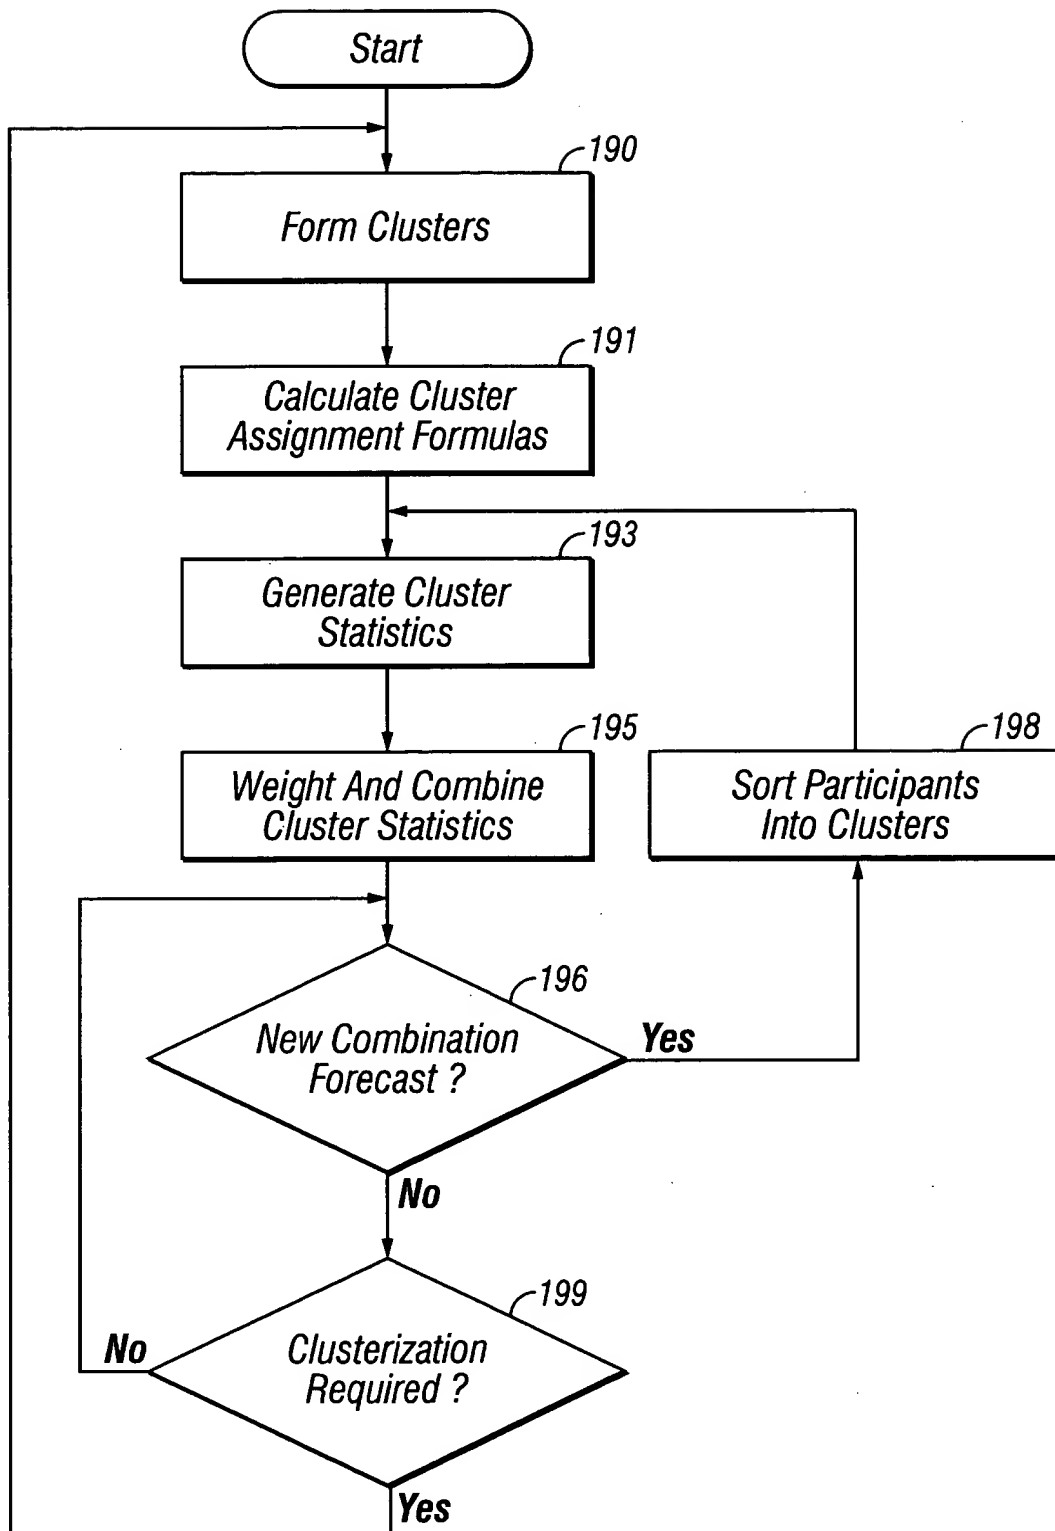 Start
190
Form Clusters
191
Calculate Cluster
Assignment Formulas
193
Generate Cluster
Statistics
195
Weight And Combine
Cluster Statistics
198
Sort Participants
Into Clusters
196
New Combination
Forecast ?
Yes
No
199
Clusterization
Required ?
No
Yes